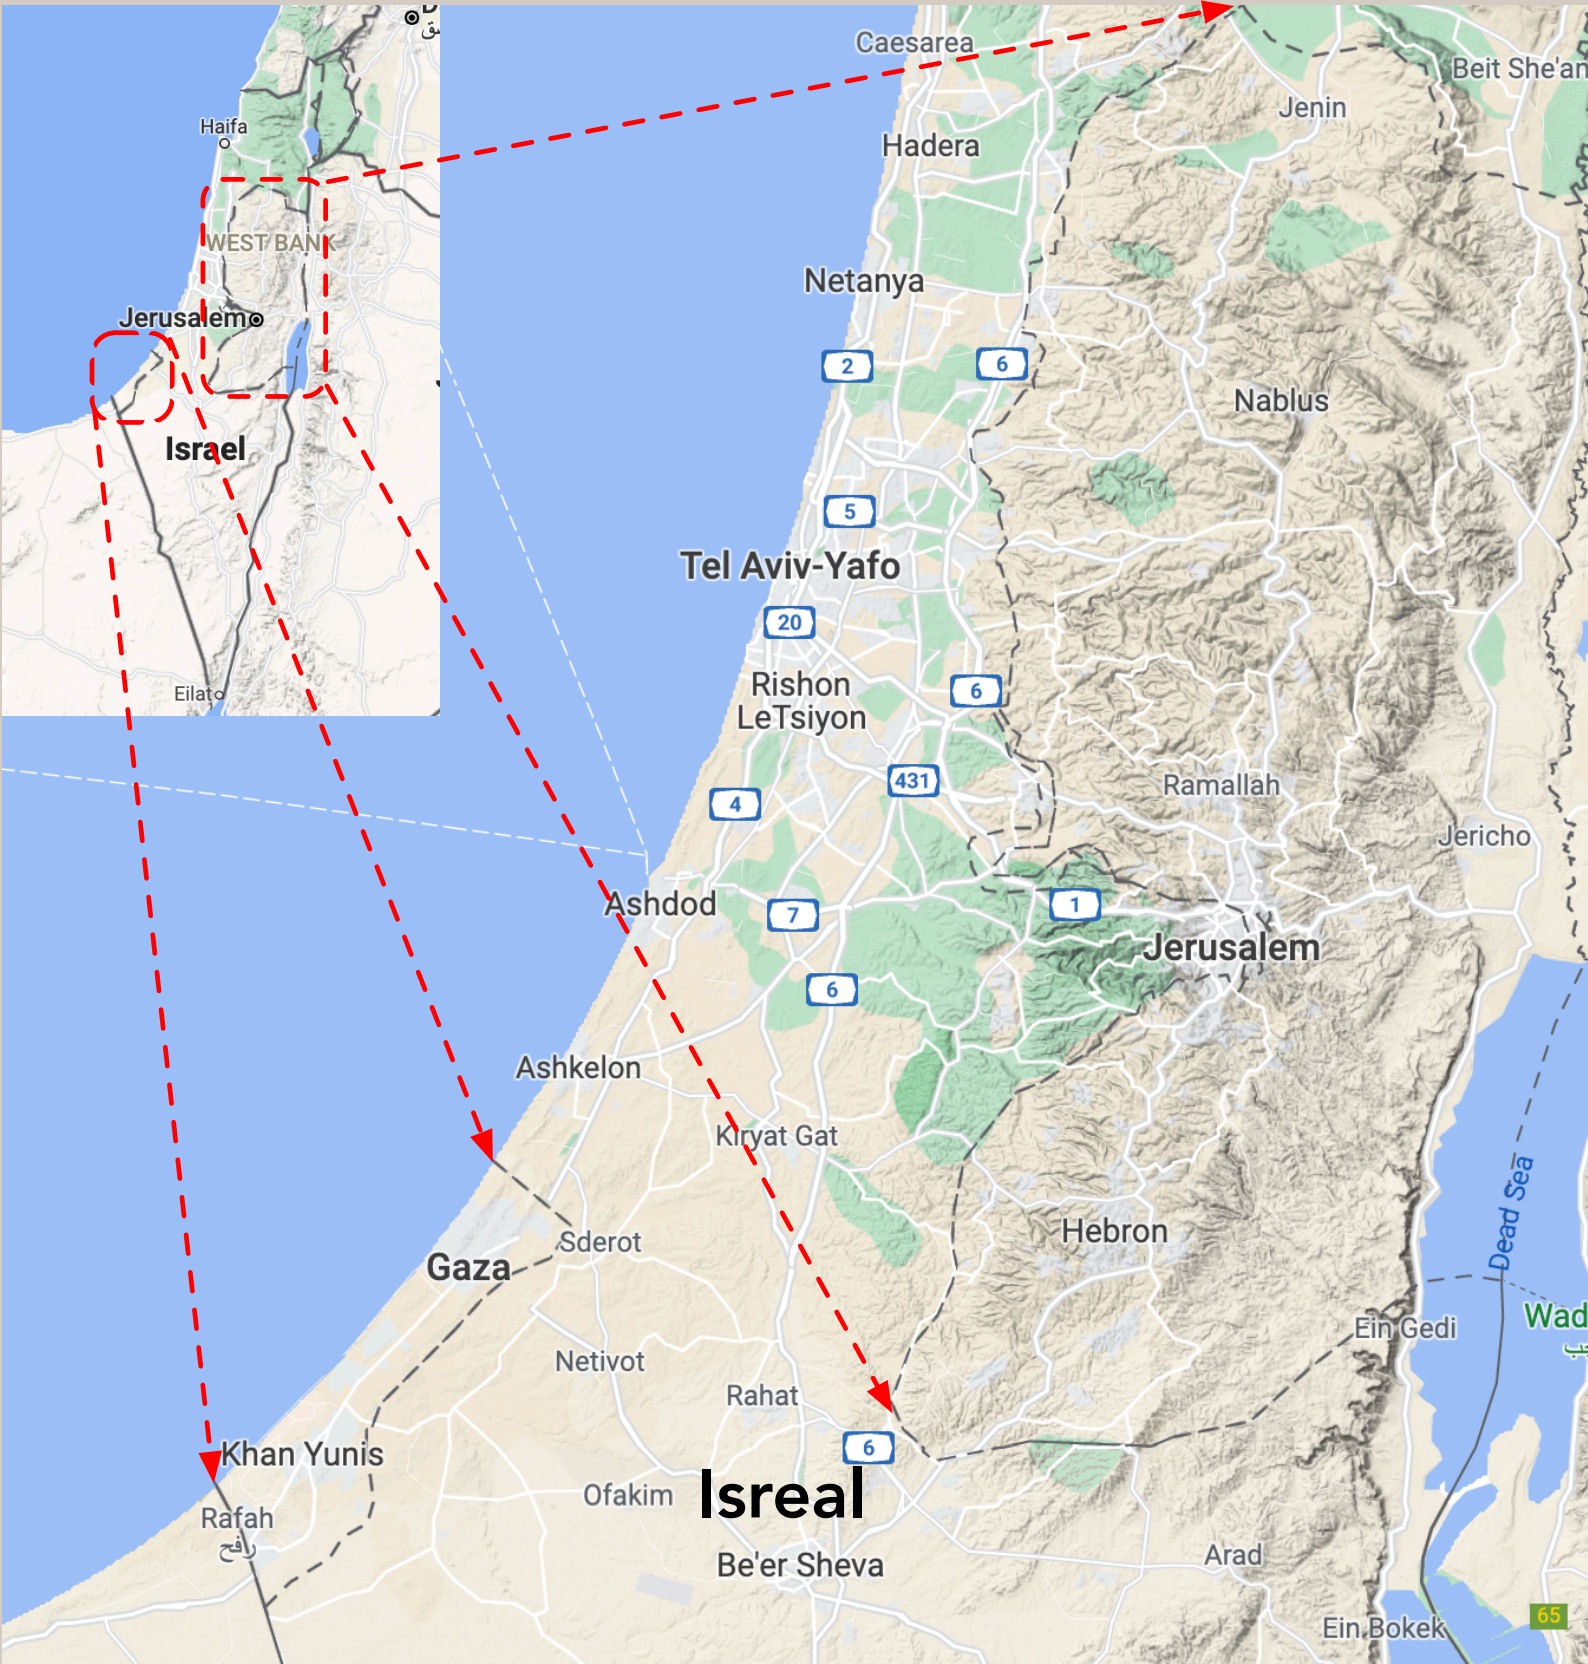 Haifa
WEST BANK
Jerusalem
Israel
Eilat
Caesarea
Beit She'an
Jenin
Hadera
Netanya
2
6
Nablus
5
Tel Aviv-Yafo
20
Rishon
LeTsiyon
6
431
4
Ramallah
Jericho
Ashdod
7
1
Jerusalem
6
Ashkelon
Kiryat Gat
Dead Sea
Hebron
Sderot
Gaza
Wad
Ein Gedi
Netivot
Rahat
6
Khan Yunis
Isreal
Ofakim
Rafah
رفح
Be'er Sheva
Arad
65
Ein Bokek